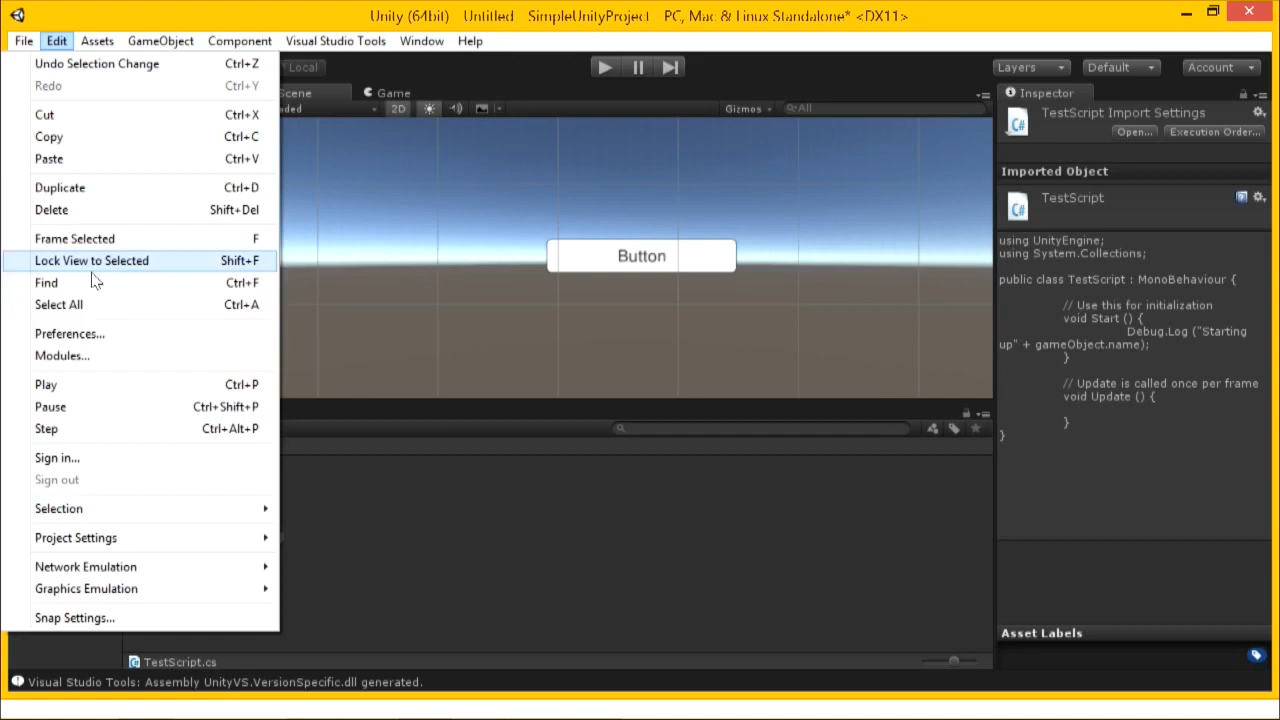 Unity (64bit) Untitled SimpleUnityProject PC, Mac & Linux Standalone* <DX11>
File Edit Assets GameObject Component Visual Studio Tools Window Help
Undo Selection Change Ctrl+Z
Redo Ctrl+Y
Cut Ctrl+X
Copy Ctrl+C
Paste Ctrl+V
Duplicate Ctrl+D
Delete Shift+Del
Frame Selected F
Lock View to Selected Shift+F
Find Ctrl+F
Select All Ctrl+A
Preferences...
Modules...
Play Ctrl+P
Pause Ctrl+Shift+P
Step Ctrl+Alt+P
Sign in...
Sign out
Selection
Project Settings
Network Emulation
Graphics Emulation
Snap Settings...
Local
Layers Default Account
Scene Game
ded 2D Gizmos All
Button
Inspector
TestScript Import Settings
Open... Execution Order...
Imported Object
TestScript
C#
C#
using UnityEngine;
using System.Collections;
public class TestScript : MonoBehaviour {
// Use this for initialization
void Start () {
Debug.Log ("Starting
up" + gameObject.name);
}
// Update is called once per frame
void Update () {
}
}
Asset Labels
TestScript.cs
Visual Studio Tools: Assembly UnityVS.VersionSpecific.dll generated.